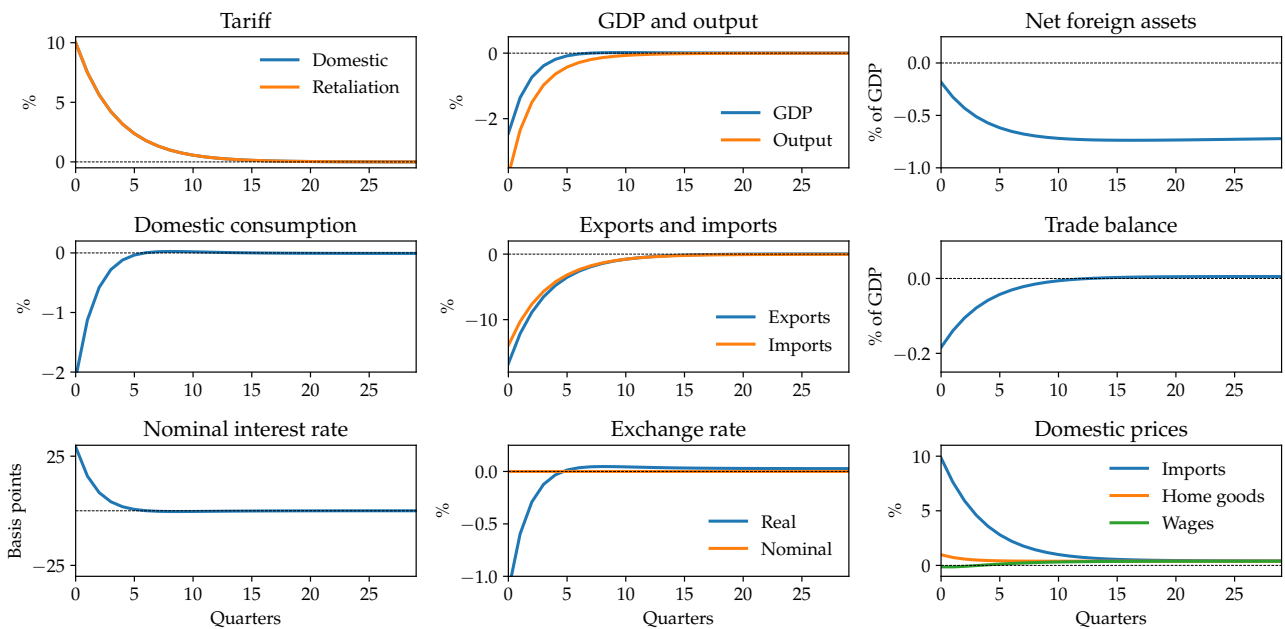 Tariff
10
5
0
%
Domestic
Retaliation
0 5 10 15 20 25
GDP and output
0
−2
%
GDP
Output
0 5 10 15 20 25
Net foreign assets
0.0
−0.5
−1.0
% of GDP
0 5 10 15 20 25
Domestic consumption
0
−1
−2
%
0 5 10 15 20 25
Exports and imports
0
−10
%
Exports
Imports
0 5 10 15 20 25
Trade balance
0.0
−0.2
% of GDP
0 5 10 15 20 25
Nominal interest rate
25
−25
Basis points
0 5 10 15 20 25
Quarters
Exchange rate
0.0
−0.5
−1.0
%
Real
Nominal
0 5 10 15 20 25
Quarters
Domestic prices
10
5
0
%
Imports
Home goods
Wages
0 5 10 15 20 25
Quarters